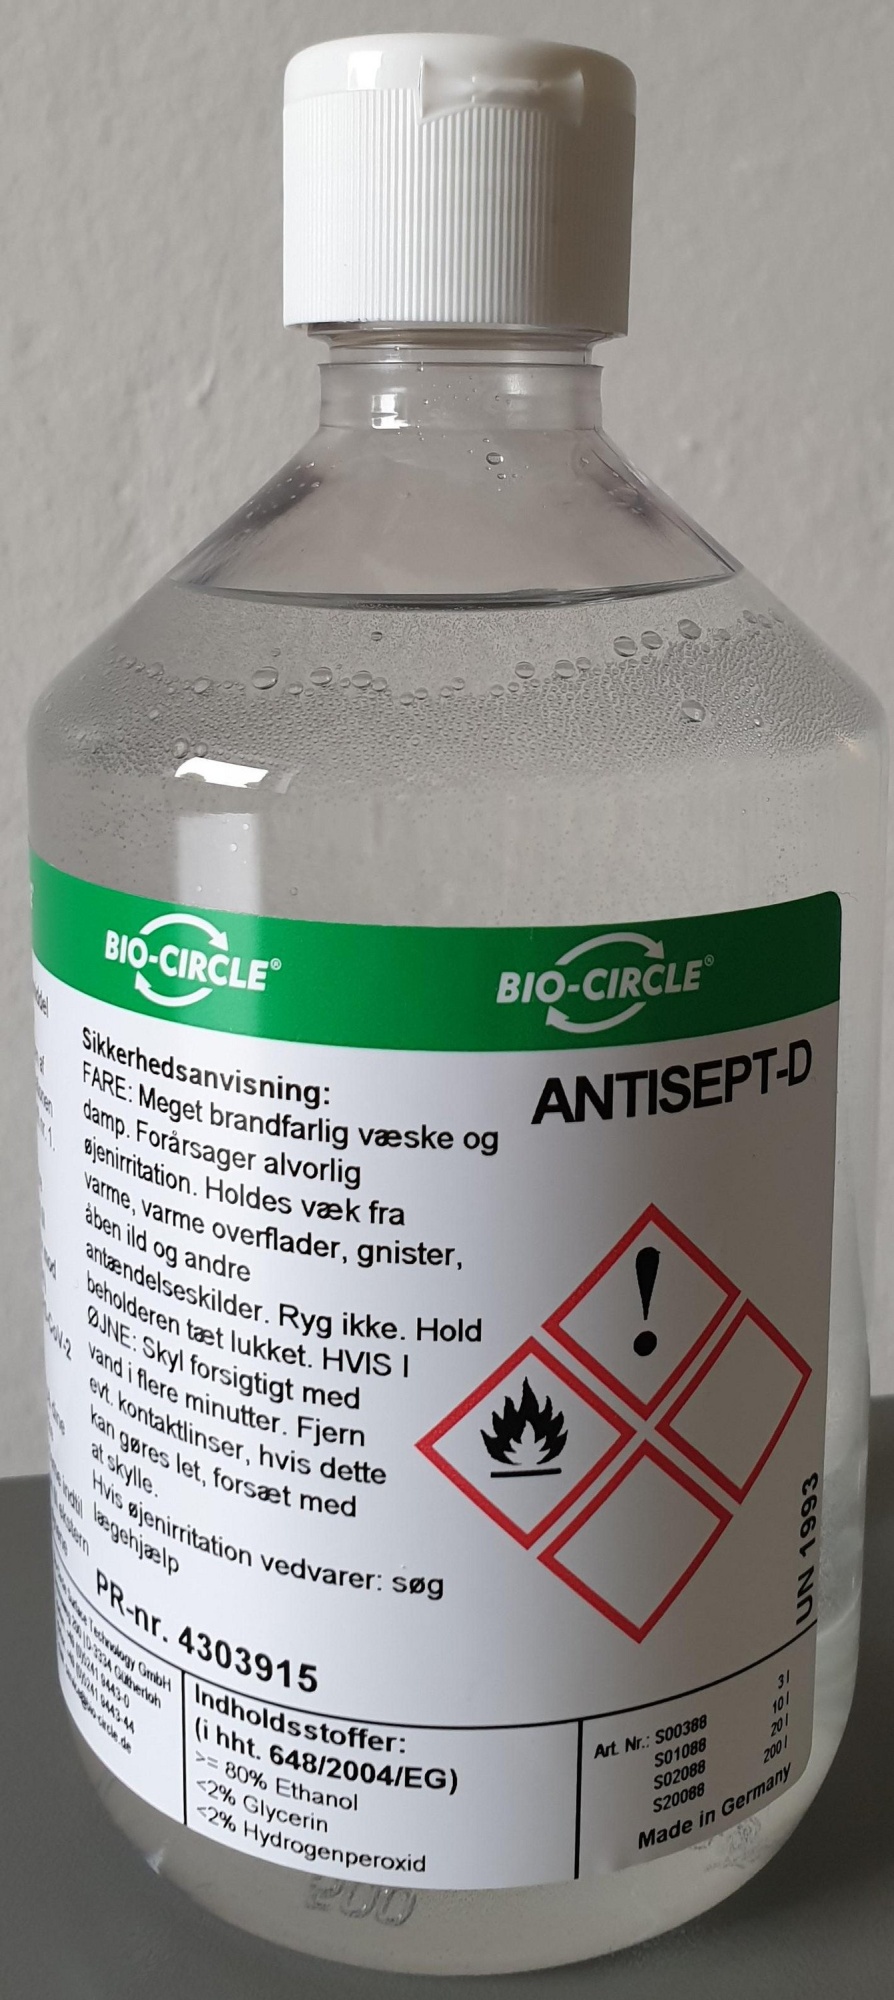 BIO-CIRCLE®
BIO-CIRCLE®
ANTISEPT-D
Sikkerhedsanvisning:
FARE: Meget brandfarlig væske og
damp. Forårsager alvorlig
øjenirritation. Holdes væk fra
varme, varme overflader, gnister,
åben ild og andre
antændelseskilder. Ryg ikke. Hold
beholderen tæt lukket. HVIS I
ØJNE: Skyl forsigtigt med
vand i flere minutter. Fjern
evt. kontaktlinser, hvis dette
kan gøres let, forsæt med
at skylle.
Hvis øjenirritation vedvarer: søg
lægehjælp
PR-nr. 4303915
UN 1993
Surface Technology GmbH
Gütherloh
Indholdsstoffer:
(i hht. 648/2004/EG)
>= 80% Ethanol
<2% Glycerin
<2% Hydrogenperoxid
Art. Nr.: S00388 3 l
S01088 10 l
S02088 20 l
S20088 200 l
Made in Germany